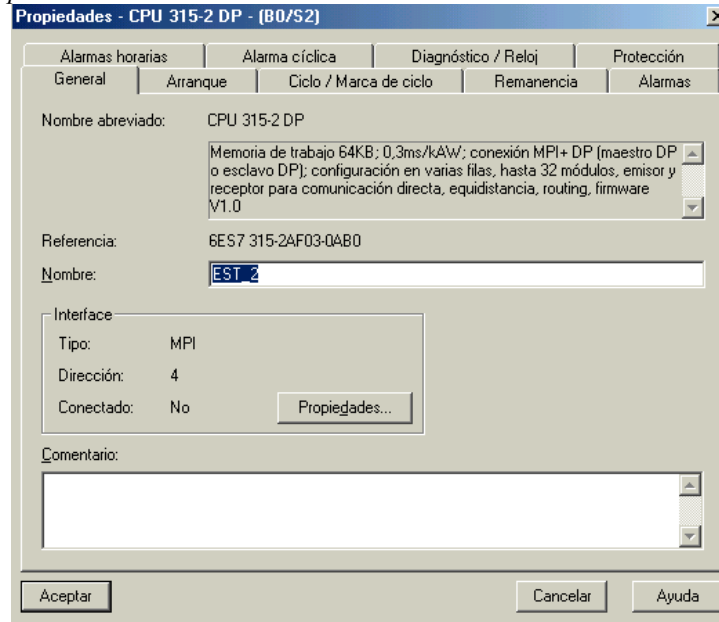 Propiedades - CPU 315-2 DP - (B0/S2)
Alarmas horarias Alarma cíclica Diagnóstico / Reloj Protección
General Arranque Ciclo / Marca de ciclo Remanencia Alarmas
Nombre abreviado: CPU 315-2 DP
Memoria de trabajo 64KB; 0,3ms/kAW; conexión MPI+ DP (maestro DP
o esclavo DP); configuración en varias filas, hasta 32 módulos, emisor y
receptor para comunicación directa, equidistancia, routing, firmware
V1.0
Referencia: 6ES7 315-2AF03-0AB0
Nombre: EST_2
Interface
Tipo: MPI
Dirección: 4
Conectado: No Propiedades...
Comentario:
Aceptar Cancelar Ayuda